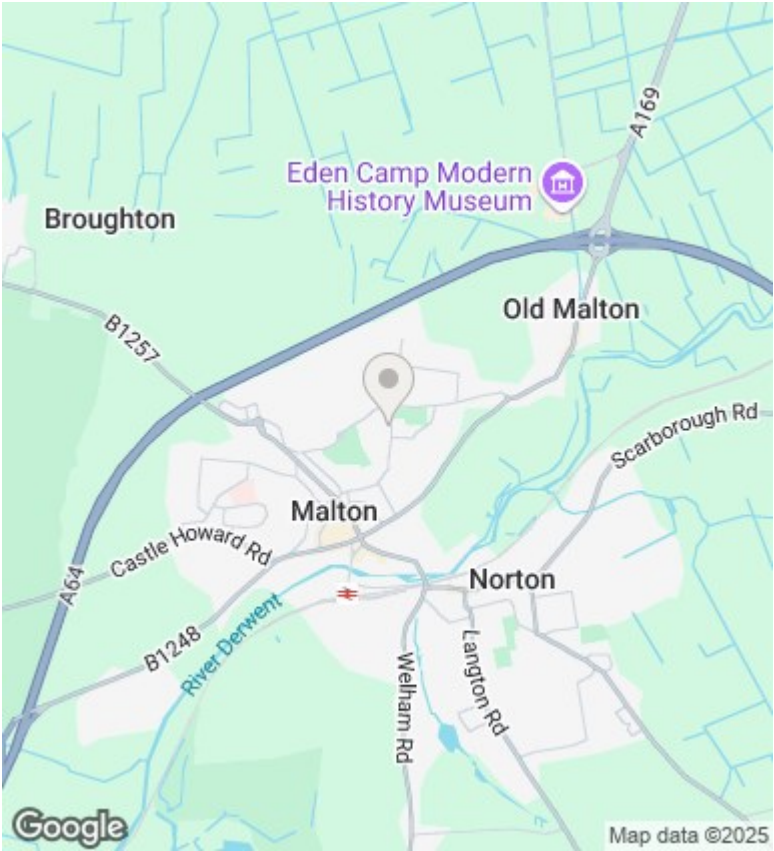 A169
Eden Camp Modern
History Museum
Broughton
Old Malton
B1257
Scarborough Rd
Malton
Castle Howard Rd
A64
Norton
River Derwent
B1248
Welham Rd
Langton Rd
Google
Map data ©2025